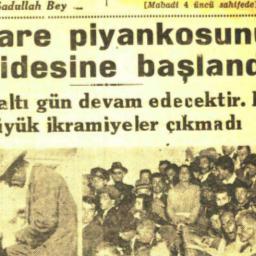 Sadullah Bey
[Mabadi 4 üncü sahifede
are piyankosunu
idesine başland
altı gün devam edecektir.
üyük ikramiyeler çıkmadı